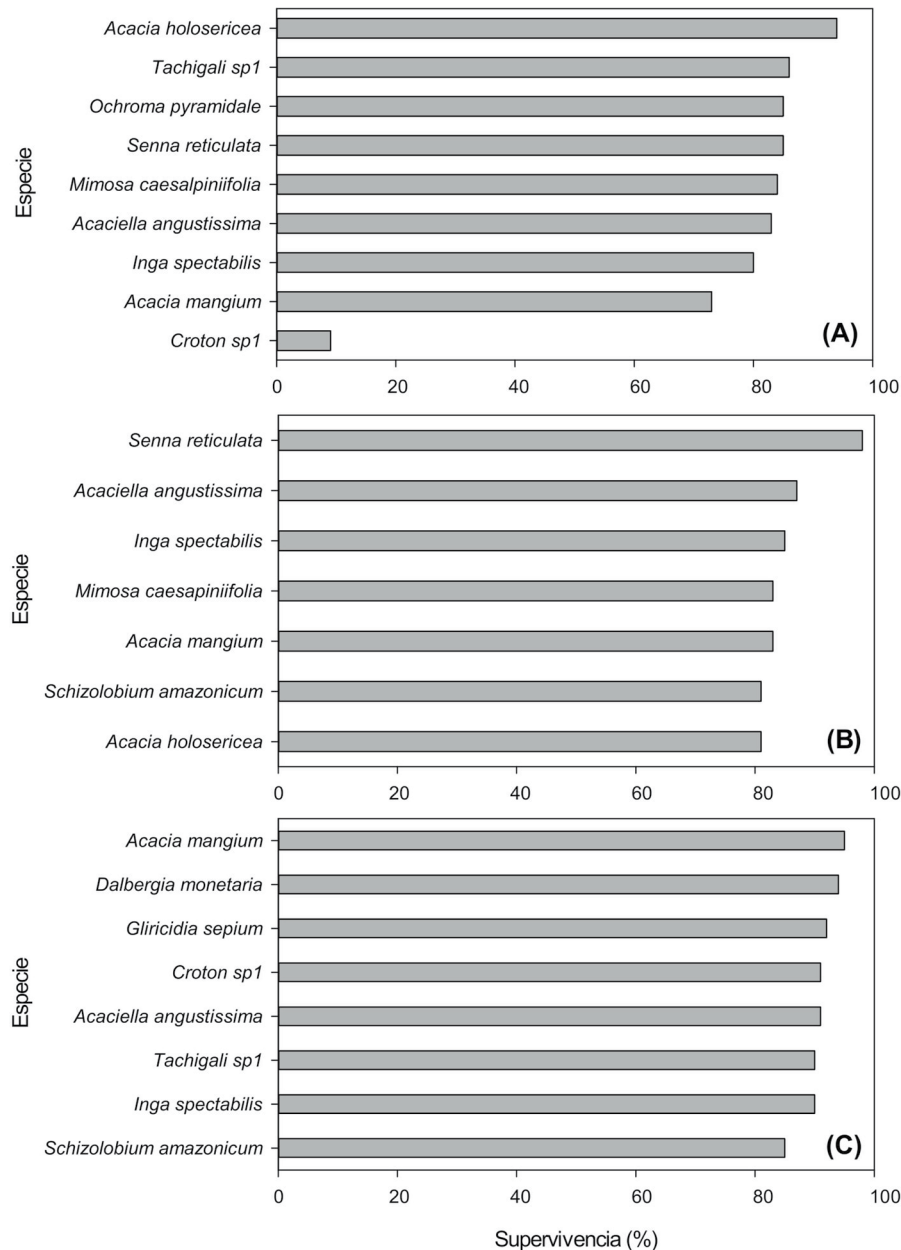 Especie
Acacia holosericea
Tachigali sp1
Ochroma pyramidale
Senna reticulata
Mimosa caesalpiniifolia
Acaciella angustissima
Inga spectabilis
Acacia mangium
Croton sp1
(A)
0 20 40 60 80 100
Especie
Senna reticulata
Acaciella angustissima
Inga spectabilis
Mimosa caesapiniifolia
Acacia mangium
Schizolobium amazonicum
Acacia holosericea
(B)
0 20 40 60 80 100
Especie
Acacia mangium
Dalbergia monetaria
Gliricidia sepium
Croton sp1
Acaciella angustissima
Tachigali sp1
Inga spectabilis
Schizolobium amazonicum
(C)
0 20 40 60 80 100
Supervivencia (%)